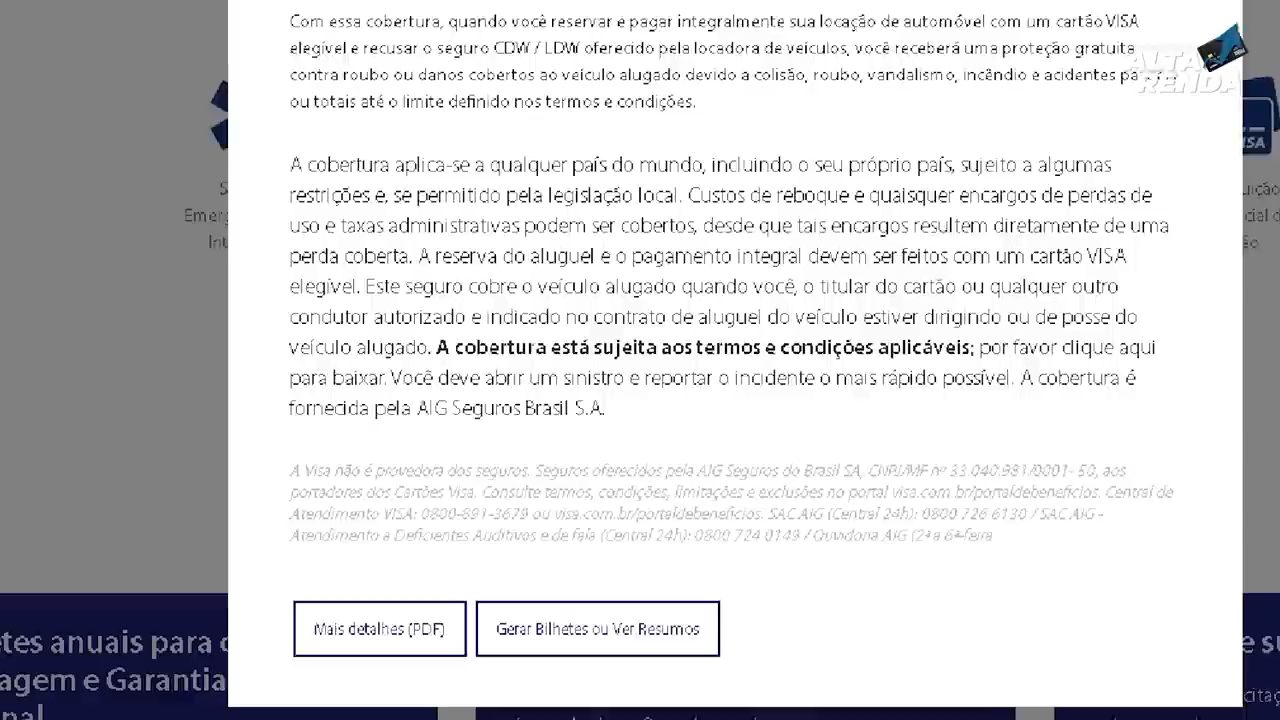 Com essa cobertura, quando você reservar e pagar integralmente sua locação de automóvel com um cartão VISA
elegível e recusar o seguro CDW / LDW oferecido pela locadora de veículos, você receberá uma proteção gratuita
contra roubo ou danos cobertos ao veículo alugado devido a colisão, roubo, vandalismo, incêndio e acidentes
ou totais até o limite definido nos termos e condições.
ALTA
RENDA
A cobertura aplica-se a qualquer país do mundo, incluindo o seu próprio país, sujeito a algumas
restrições e, se permitido pela legislação local. Custos de reboque e quaisquer encargos de perdas de
uso e taxas administrativas podem ser cobertos, desde que tais encargos resultem diretamente de uma
perda coberta. A reserva do aluguel e o pagamento integral devem ser feitos com um cartão VISA
elegível. Este seguro cobre o veículo alugado quando você, o titular do cartão ou qualquer outro
condutor autorizado e indicado no contrato de aluguel do veículo estiver dirigindo ou de posse do
veículo alugado. A cobertura está sujeita aos termos e condições aplicáveis; por favor clique aqui
para baixar. Você deve abrir um sinistro e reportar o incidente o mais rápido possível. A cobertura é
fornecida pela AIG Seguros Brasil S.A.
A Visa não é provedora dos seguros. Seguros oferecidos pela AIG Seguros do Brasil SA, CNPJ/MF nº 33.040.981/0001- 50, aos
portadores dos Cartões Visa. Consulte termos, condições, limitações e exclusões no portal visa.com.br/portaldebeneficios. Central de
Atendimento VISA: 0800-891-3679 ou visa.com.br/portaldebeneficios. SAC AIG (Central 24h): 0800 726 6130 / SAC AIG -
Atendimento a Deficientes Auditivos e de fala (Central 24h): 0800 724 0149 / Ouvidoria AIG (2ª a 6ª-feira
Mais detalhes (PDF)
Gerar Bilhetes ou Ver Resumos
S
Emerg
Int
ISA
uição
cial d
ão
etes anuais para
agem e Garantia
nal
e su
citaç